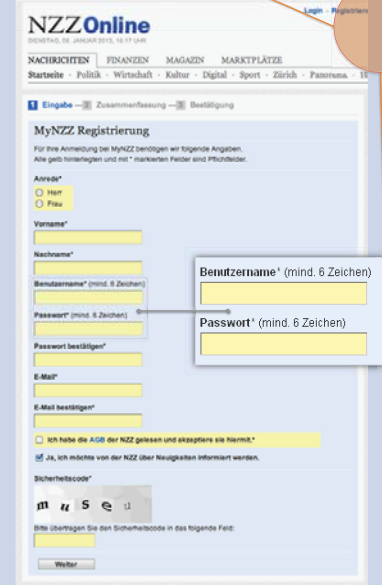 Login - Registrieren
NZZOnline
DIENSTAG, 08. JANUAR 2013, 16:17 UHR
NACHRICHTEN FINANZEN MAGAZIN MARKTPLÄTZE
Startseite · Politik · Wirtschaft · Kultur · Digital · Sport · Zürich · Panorama ·
1 Eingabe — 2 Zusammenfassung — 3 Bestätigung
MyNZZ Registrierung
Für Ihre Anmeldung bei MyNZZ benötigen wir folgende Angaben.
Alle gelb hinterlegten und mit * markierten Felder sind Pflichtfelder.
Anrede*
Herr
Frau
Vorname*
Nachname*
Benutzername* (mind. 6 Zeichen)
Passwort* (mind. 6 Zeichen)
Benutzername* (mind. 6 Zeichen)
Passwort* (mind. 6 Zeichen)
Passwort bestätigen*
E-Mail*
E-Mail bestätigen*
Ich habe die AGB der NZZ gelesen und akzeptiere sie hiermit.*
Ja, ich möchte von der NZZ über Neuigkeiten informiert werden.
Sicherheitscode*
m u s e u
Bitte übertragen Sie den Sicherheitscode in das folgende Feld:
Weiter